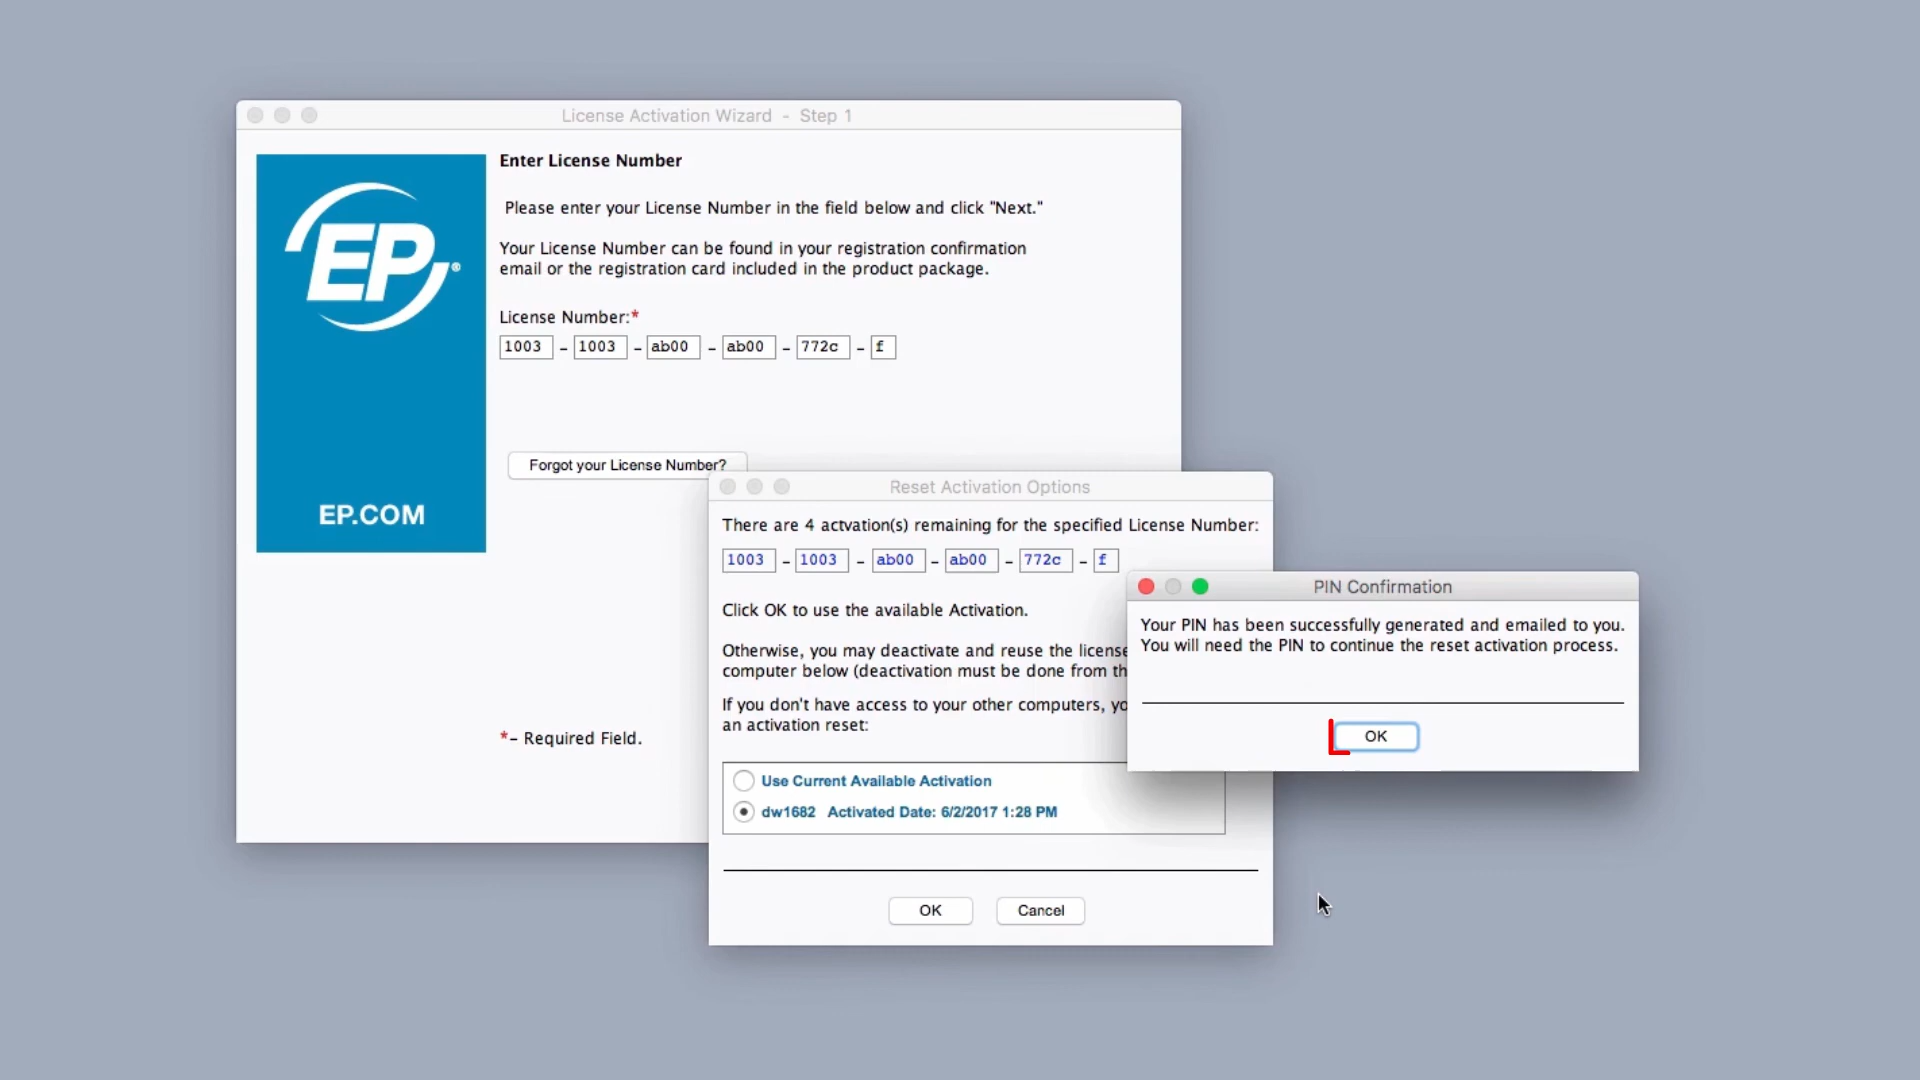 License Activation Wizard - Step 1
EP®
EP.COM
Enter License Number
Please enter your License Number in the field below and click "Next."
Your License Number can be found in your registration confirmation
email or the registration card included in the product package.
License Number:*
1003 - 1003 - ab00 - ab00 - 772c - f
Forgot your License Number?
*- Required Field.
Reset Activation Options
There are 4 actvation(s) remaining for the specified License Number:
1003 - 1003 - ab00 - ab00 - 772c - f
Click OK to use the available Activation.
Otherwise, you may deactivate and reuse the license
computer below (deactivation must be done from th
If you don't have access to your other computers, yo
an activation reset:
Use Current Available Activation
dw1682 Activated Date: 6/2/2017 1:28 PM
OK Cancel
PIN Confirmation
Your PIN has been successfully generated and emailed to you.
You will need the PIN to continue the reset activation process.
OK